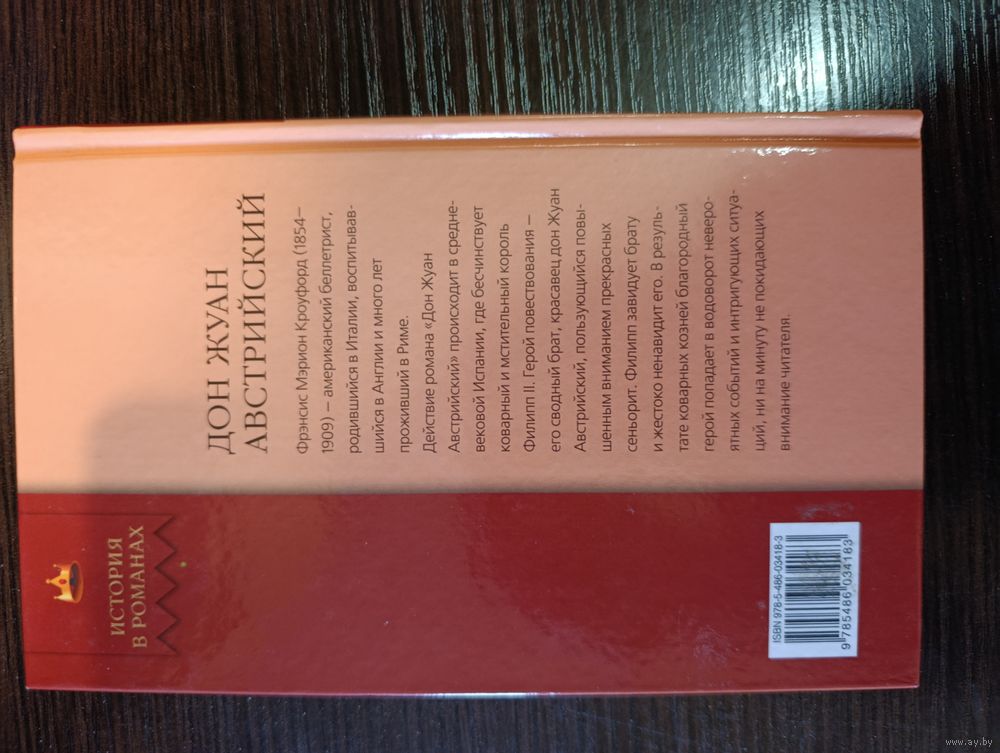 ИСТОРИЯ
В РОМАНАХ
ДОН ЖУАН
АВСТРИЙСКИЙ
Фрэнсис Мэрион Кроуфорд (1854—
1909) — американский беллетрист,
родившийся в Италии, воспитывав-
шийся в Англии и много лет
проживший в Риме.
Действие романа «Дон Жуан
Австрийский» происходит в средне-
вековой Испании, где бесчинствует
коварный и мстительный король
Филипп II. Герой повествования —
его сводный брат, красавец дон Жуан
Австрийский, пользующийся повы-
шенным вниманием прекрасных
сеньорит. Филипп завидует брату
и жестоко ненавидит его. В резуль-
тате коварных козней благородный
герой попадает в водоворот неверо-
ятных событий и интригующих ситуа-
ций, ни на минуту не покидающих
внимание читателя.
ISBN 978-5-486-03418-3
9 785486 034183
www.ay.by